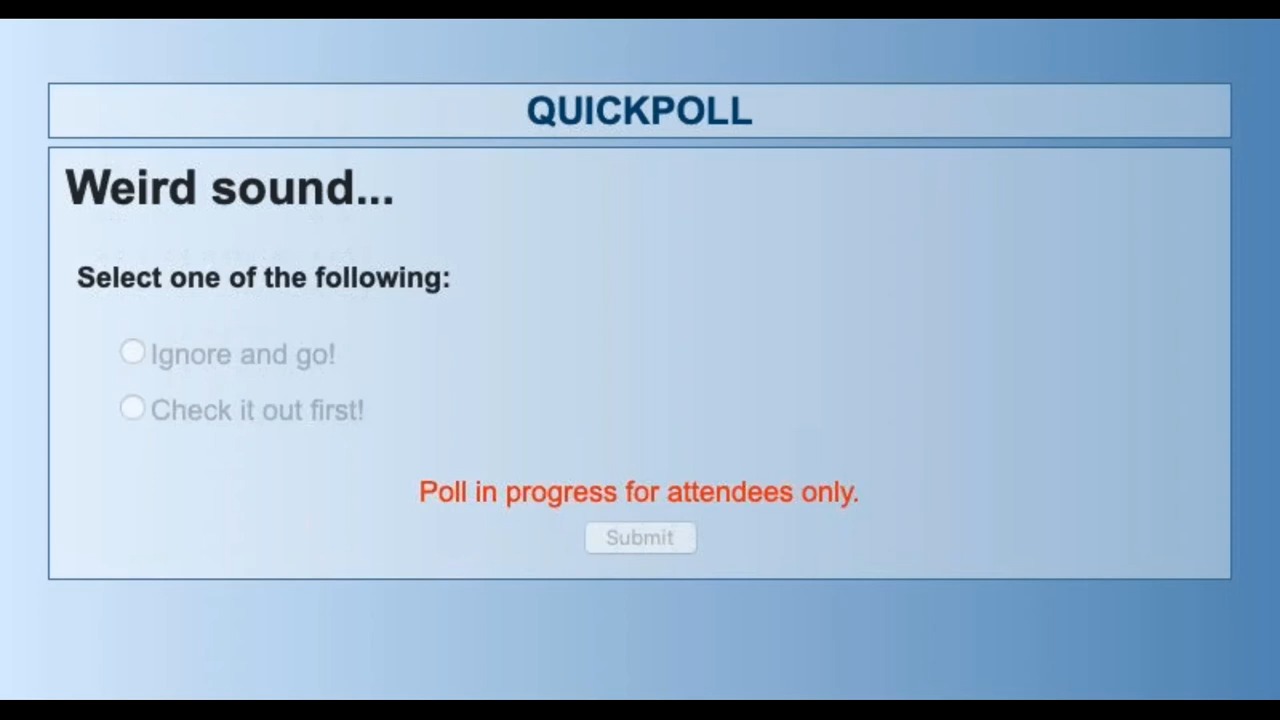 QUICKPOLL
Weird sound...
Select one of the following:
Ignore and go!
Check it out first!
Poll in progress for attendees only.
Submit